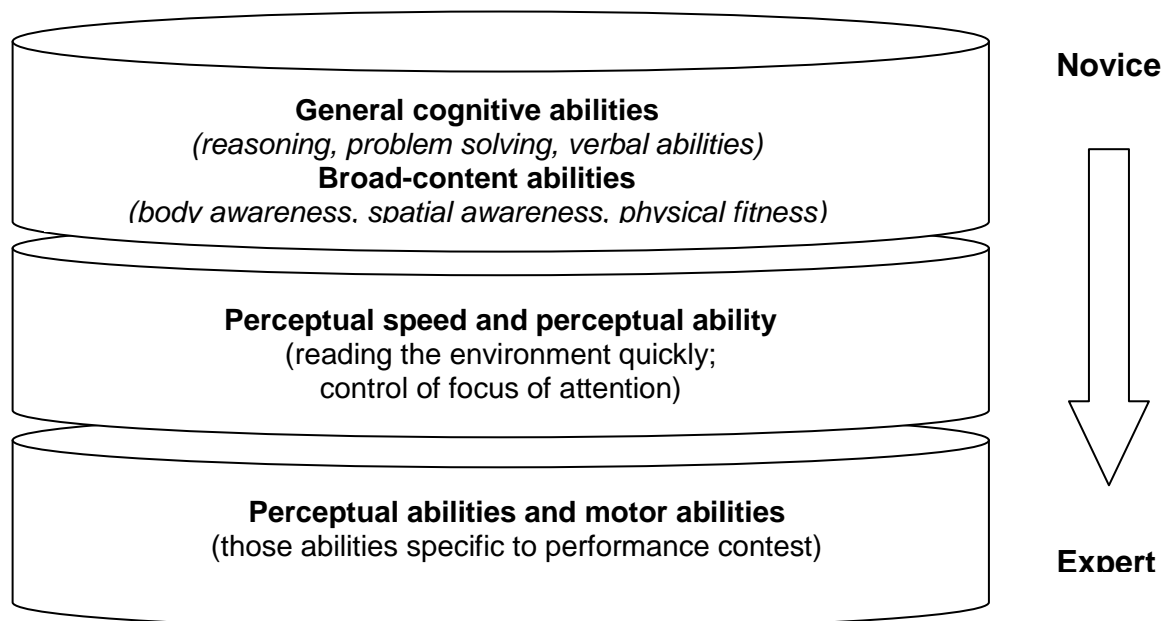 Novice
General cognitive abilities
(reasoning, problem solving, verbal abilities)
Broad-content abilities
(body awareness, spatial awareness, physical fitness)
Perceptual speed and perceptual ability
(reading the environment quickly;
control of focus of attention)
Perceptual abilities and motor abilities
(those abilities specific to performance contest)
Expert